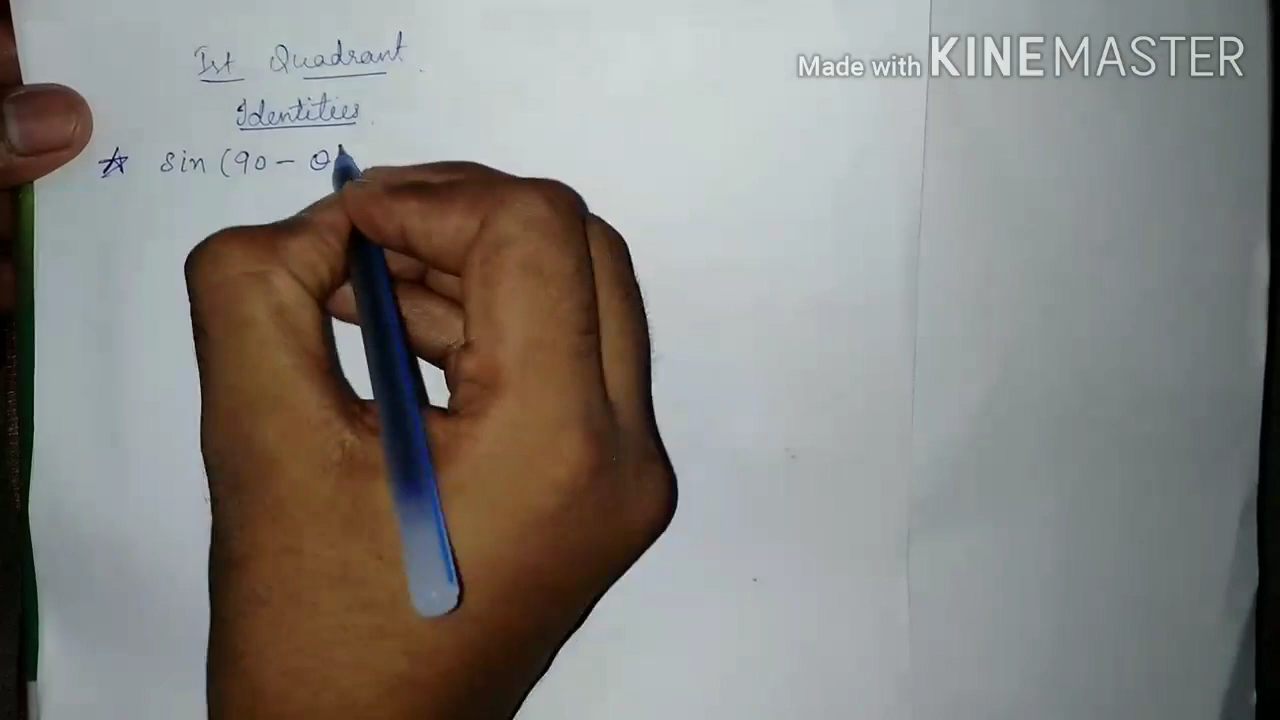 Ist Quadrant.
Identities.
☆ sin (90 - θ)
Made with KINEMASTER